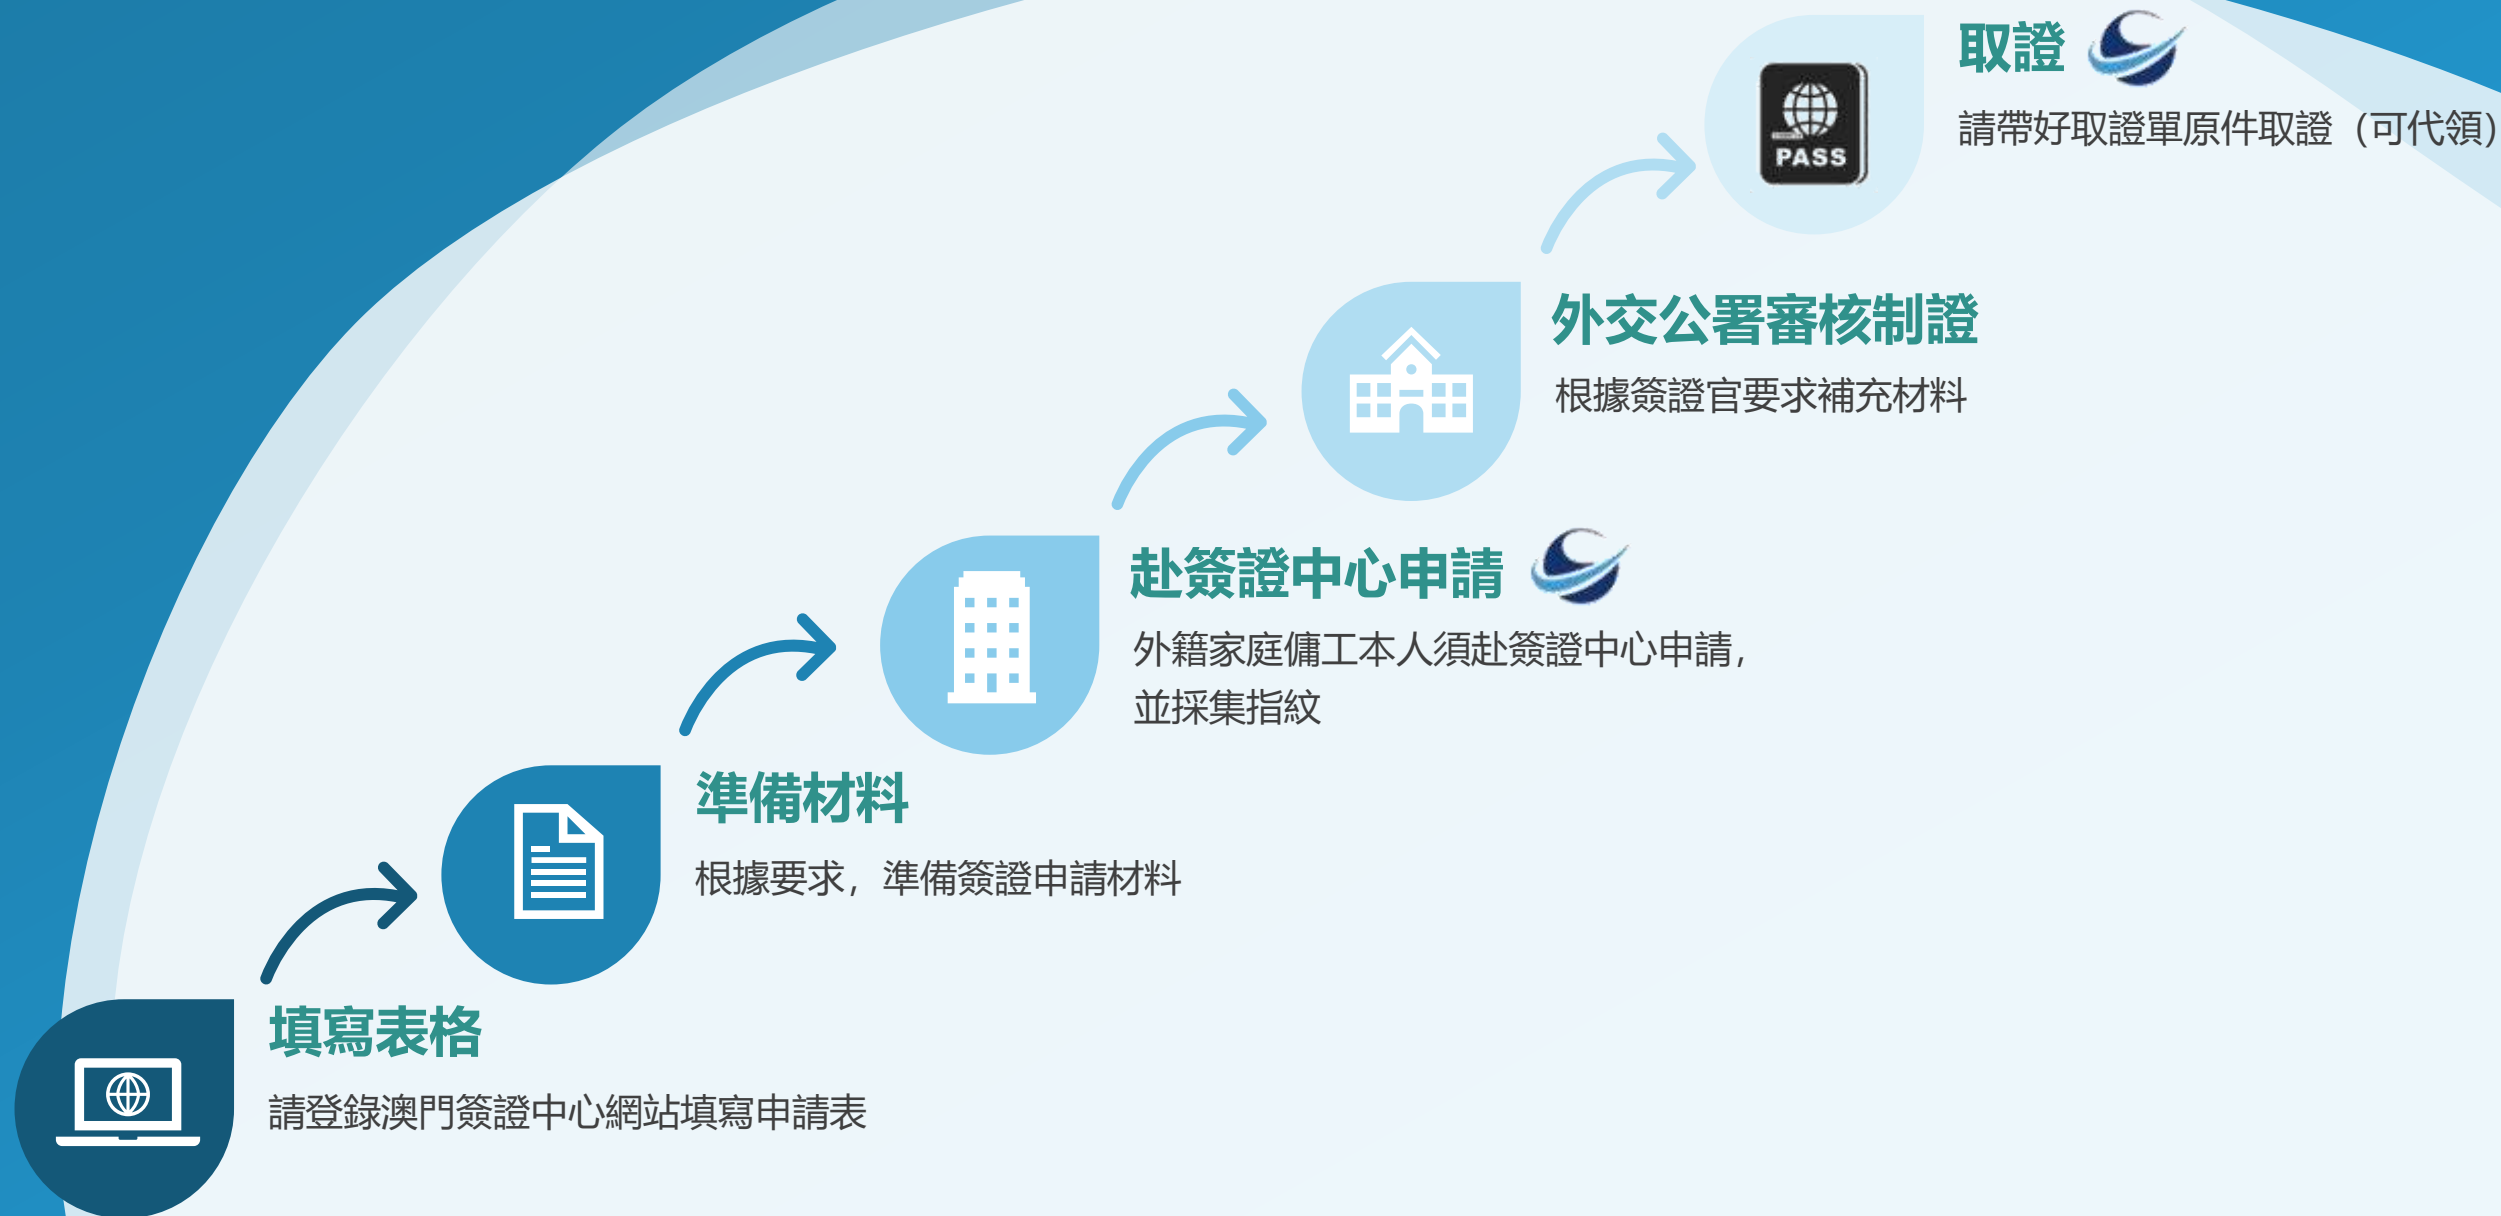 取證
請帶好取證單原件取證（可代領）
PASS
外交公署審核制證
根據簽證官要求補充材料
赴簽證中心申請
外籍家庭傭工本人須赴簽證中心申請，
並採集指紋
準備材料
根據要求，準備簽證申請材料
填寫表格
請登錄澳門簽證中心網站填寫申請表